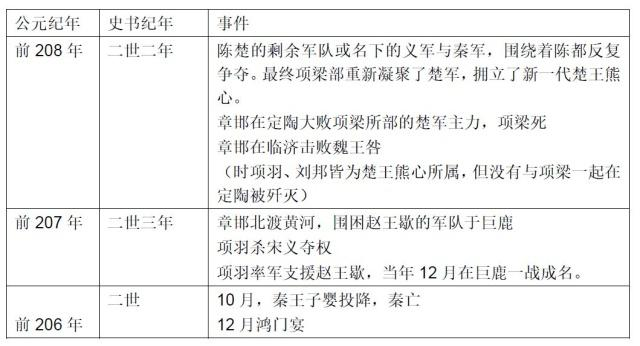 公元纪年 史书纪年 事件
前 208 年 二世二年 陈楚的剩余军队或名下的义军与秦军，围绕着陈都反复
争夺。最终项梁部重新凝聚了楚军，拥立了新一代楚王熊
心。
章邯在定陶大败项梁所部的楚军主力，项梁死
章邯在临济击败魏王咎
（时项羽、刘邦皆为楚王熊心所属，但没有与项梁一起在
定陶被歼灭）
前 207 年 二世三年 章邯北渡黄河，围困赵王歇的军队于巨鹿
项羽杀宋义夺权
项羽率军支援赵王歇，当年 12 月在巨鹿一战成名。
二世 10 月，秦王子婴投降，秦亡
前 206 年 12 月鸿门宴